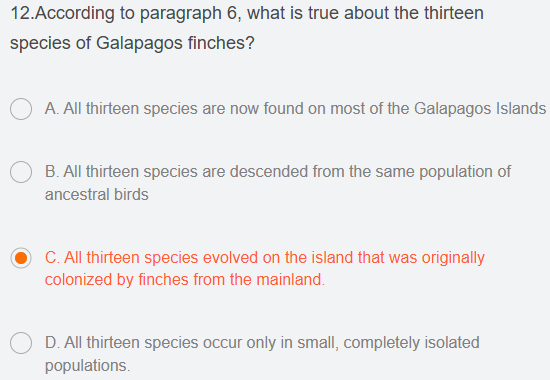 12.According to paragraph 6, what is true about the thirteen
species of Galapagos finches?
A. All thirteen species are now found on most of the Galapagos Islands
B. All thirteen species are descended from the same population of
ancestral birds
C. All thirteen species evolved on the island that was originally
colonized by finches from the mainland.
D. All thirteen species occur only in small, completely isolated
populations.